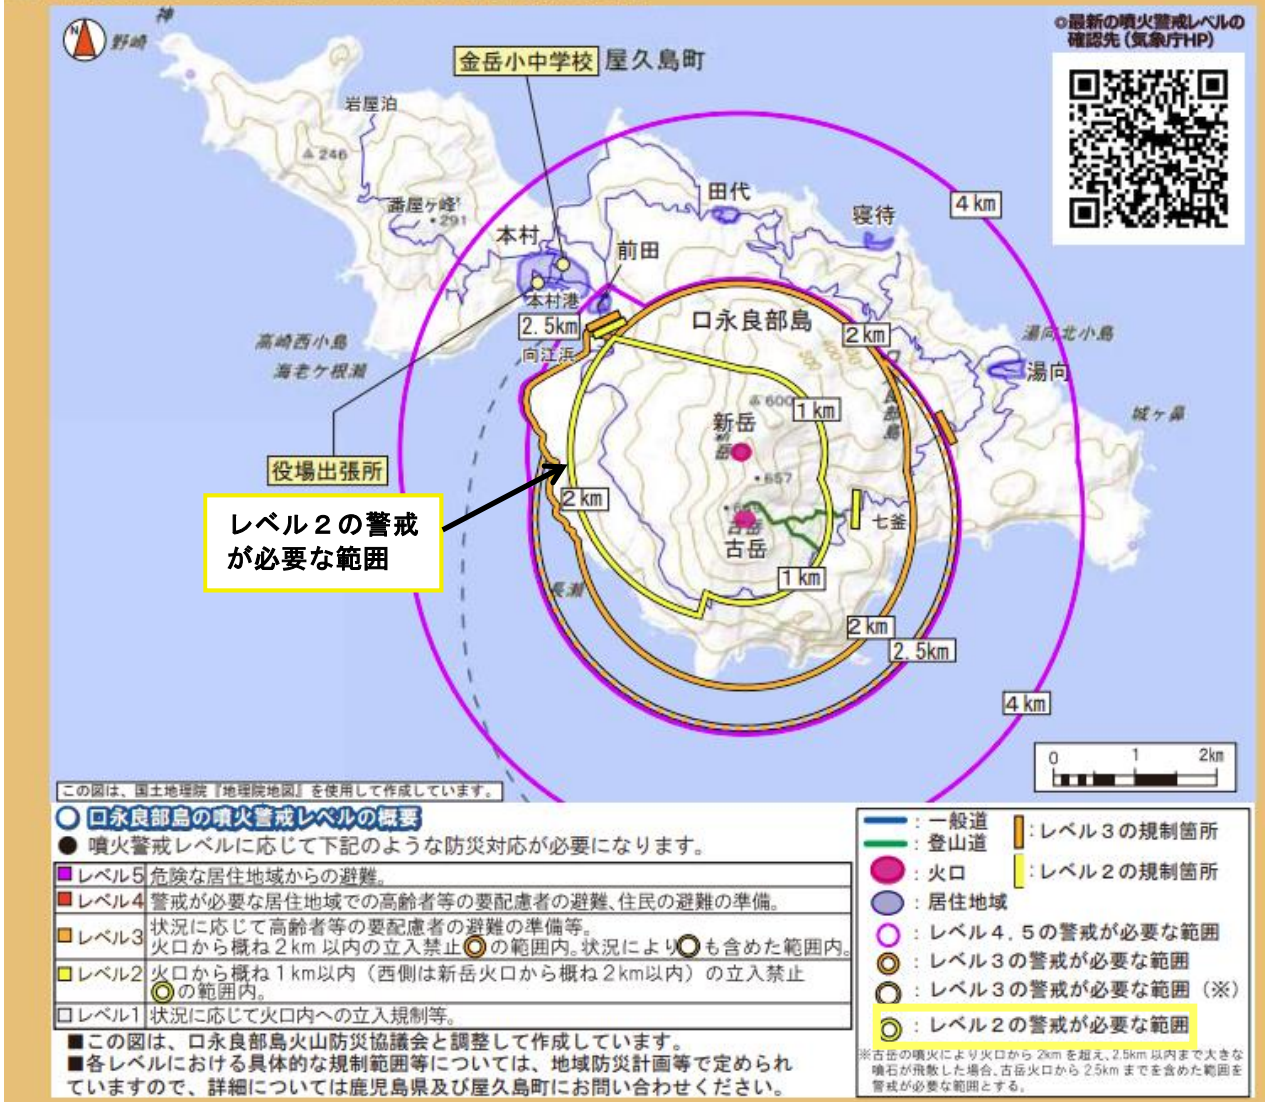 ◎最新の噴火警戒レベルの
確認先(気象庁HP)
N
野崎
神
金岳小中学校
屋久島町
岩屋泊
246
番屋ヶ峰
291
本村
前田
田代
寝待
4km
本村港
2.5km
向江浜
口永良部島
2km
高崎西小島
海老ケ根瀬
湯向北小島
湯向
城ヶ鼻
600
1km
新岳
新岳
657
役場出張所
2km
レベル２の警戒
が必要な範囲
古岳
古岳
七釜
1km
長瀬
2km
2.5km
4km
0 1 2km
この図は、国土地理院『地理院地図』を使用して作成しています。
口永良部島の噴火警戒レベルの概要
● 噴火警戒レベルに応じて下記のような防災対応が必要になります。
レベル5 危険な居住地域からの避難。
レベル4 警戒が必要な居住地域での高齢者等の要配慮者の避難、住民の避難の準備。
レベル3 状況に応じて高齢者等の要配慮者の避難の準備等。
火口から概ね2km以内の立入禁止◎の範囲内。状況により◎も含めた範囲内。
レベル2 火口から概ね1km以内（西側は新岳火口から概ね2km以内）の立入禁止
◎の範囲内。
レベル1 状況に応じて火口内への立入規制等。
■この図は、口永良部島火山防災協議会と調整して作成しています。
■各レベルにおける具体的な規制範囲等については、地域防災計画等で定められ
ていますので、詳細については鹿児島県及び屋久島町にお問い合わせください。
：一般道
：登山道
：火口
：居住地域
：レベル３の規制箇所
：レベル２の規制箇所
：レベル４，５の警戒が必要な範囲
：レベル３の警戒が必要な範囲
：レベル３の警戒が必要な範囲（※）
：レベル２の警戒が必要な範囲
※古岳の噴火により火口から2kmを超え、2.5km以内まで大きな
噴石が飛散した場合、古岳火口から2.5kmまでを含めた範囲を
警戒が必要な範囲とする。